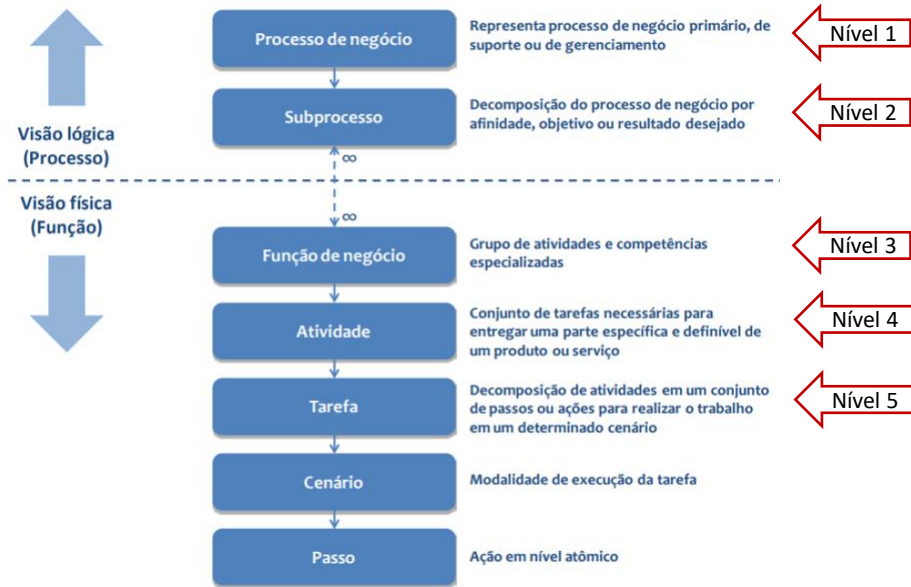 Processo de negócio
Representa processo de negócio primário, de
suporte ou de gerenciamento
Nível 1
Subprocesso
Decomposição do processo de negócio por
afinidade, objetivo ou resultado desejado
Nível 2
Visão lógica
(Processo)
∞
Visão física
(Função)
∞
Função de negócio
Grupo de atividades e competências
especializadas
Nível 3
Atividade
Conjunto de tarefas necessárias para
entregar uma parte específica e definível de
um produto ou serviço
Nível 4
Tarefa
Decomposição de atividades em um conjunto
de passos ou ações para realizar o trabalho
em um determinado cenário
Nível 5
Cenário
Modalidade de execução da tarefa
Passo
Ação em nível atômico